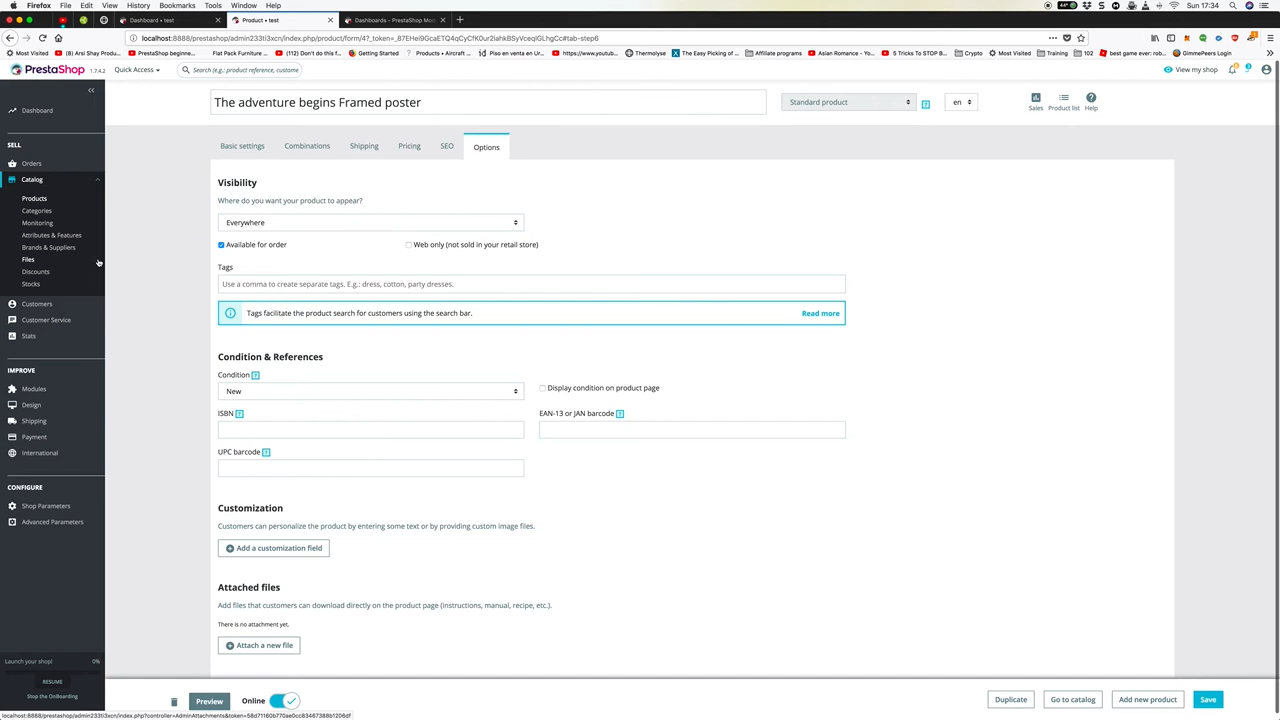 Firefox File Edit View History Bookmarks Tools Window Help
44° Sun 17:34
Dashboard • test
Product • test
Dashboards - PrestaShop Mod
localhost:8888/prestashop/admin233ti3xcn/index.php/product/form/4?_token=_
Most Visited (8) Arsi Shay Produ PrestaShop beginner... Flat Pack Furniture ... (112) Don't do this f... Getting Started Products • Aircraft ... Piso en venta en Ur... https://www.youtub... Thermolyse The Easy Picking of ... Affiliate programs Asian Romance - Yo... 5 Tricks To STOP B... Crypto Most Visited Training 102 best game ever: rob... GimmePeers Login
PrestaShop 1.7.4.2 Quick Access Search (e.g.: product reference, custome View my shop
Dashboard
SELL
Orders
Catalog
Products
Categories
Monitoring
Attributes & Features
Brands & Suppliers
Files
Discounts
Stocks
Customers
Customer Service
Stats
IMPROVE
Modules
Design
Shipping
Payment
International
CONFIGURE
Shop Parameters
Advanced Parameters
Launch your shop! 0%
RESUME
Stop the OnBoarding
The adventure begins Framed poster Standard product ? en
Sales Product list Help
Basic settings Combinations Shipping Pricing SEO Options
Visibility
Where do you want your product to appear?
Everywhere
Available for order Web only (not sold in your retail store)
Tags
Use a comma to create separate tags. E.g.: dress, cotton, party dresses.
Tags facilitate the product search for customers using the search bar. Read more
Condition & References
Condition ?
New Display condition on product page
ISBN ? EAN-13 or JAN barcode ?
UPC barcode ?
Customization
Customers can personalize the product by entering some text or by providing custom image files.
Add a customization field
Attached files
Add files that customers can download directly on the product page (instructions, manual, recipe, etc.).
There is no attachment yet.
Attach a new file
Preview Online Duplicate Go to catalog Add new product Save
localhost:8888/prestashop/admin233ti3xcn/index.php?controller=AdminAttachments&token=58d71160b770ae0cc83467388b1206df